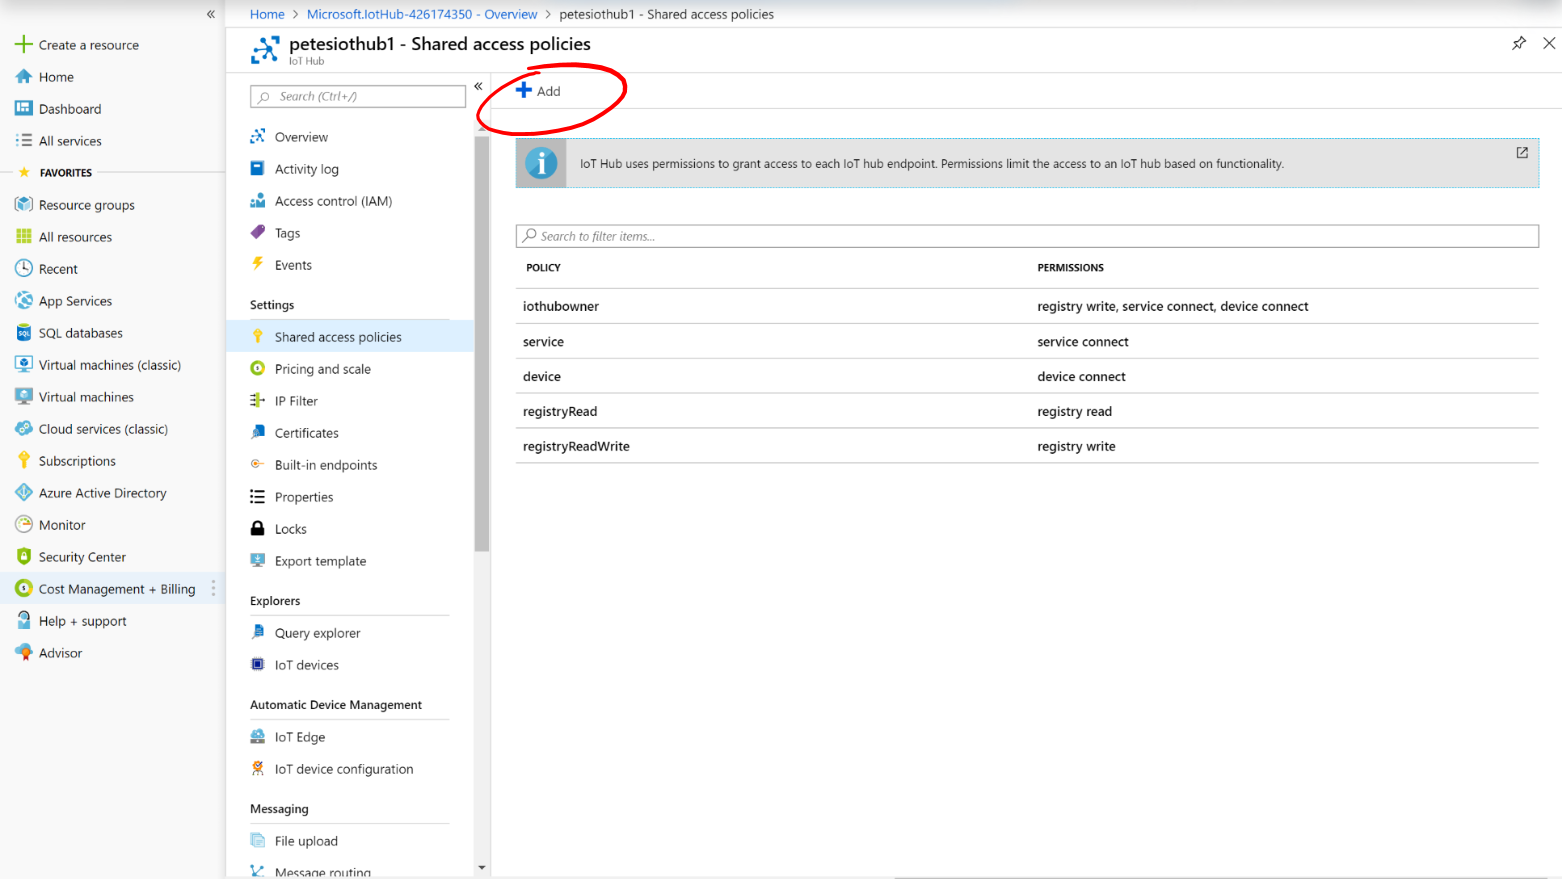 Home > Microsoft.IotHub-426174350 - Overview > petesiothub1 - Shared access policies
petesiothub1 - Shared access policies
IoT Hub
Create a resource
Home
Dashboard
All services
FAVORITES
Resource groups
All resources
Recent
App Services
SQL databases
Virtual machines (classic)
Virtual machines
Cloud services (classic)
Subscriptions
Azure Active Directory
Monitor
Security Center
Cost Management + Billing
Help + support
Advisor
Search (Ctrl+/)
Overview
Activity log
Access control (IAM)
Tags
Events
Settings
Shared access policies
Pricing and scale
IP Filter
Certificates
Built-in endpoints
Properties
Locks
Export template
Explorers
Query explorer
IoT devices
Automatic Device Management
IoT Edge
IoT device configuration
Messaging
File upload
Message routing
Add
IoT Hub uses permissions to grant access to each IoT hub endpoint. Permissions limit the access to an IoT hub based on functionality.
Search to filter items...
POLICY PERMISSIONS
iothubowner registry write, service connect, device connect
service service connect
device device connect
registryRead registry read
registryReadWrite registry write